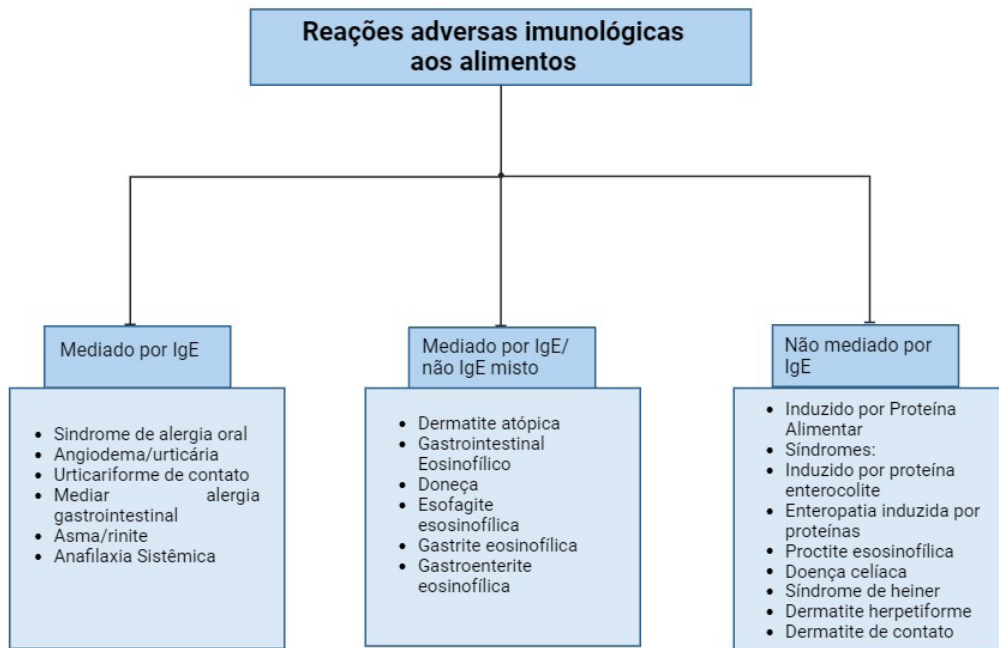 Reações adversas imunológicas
aos alimentos
Mediado por IgE
• Sindrome de alergia oral
• Angiodema/urticária
• Urticariforme de contato
• Mediar alergia
gastrointestinal
• Asma/rinite
• Anafilaxia Sistêmica
Mediado por IgE/
não IgE misto
• Dermatite atópica
• Gastrointestinal
Eosinofílico
• Doneça
• Esofagite
esosinofílica
• Gastrite eosinofílica
• Gastroenterite
eosinofílica
Não mediado por
IgE
• Induzido por Proteína
Alimentar
• Síndromes:
• Induzido por proteína
enterocolite
• Enteropatia induzida por
proteínas
• Proctite esosinofílica
• Doença celíaca
• Síndrome de heiner
• Dermatite herpetiforme
• Dermatite de contato